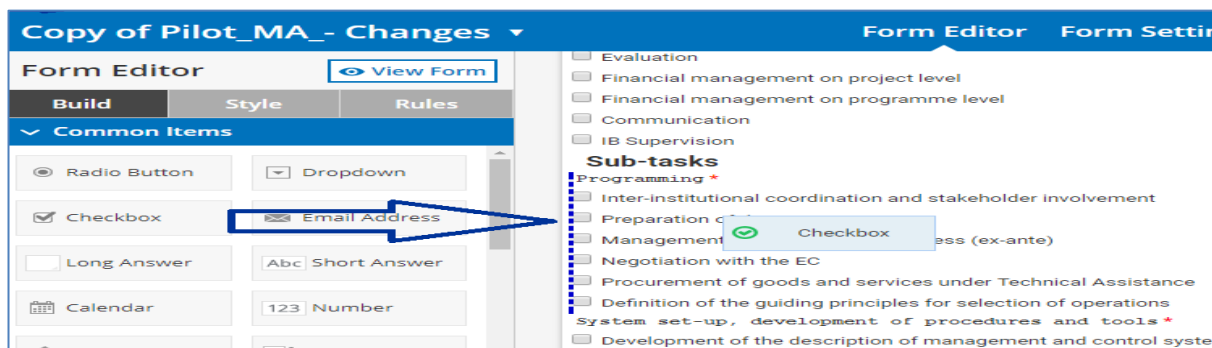 Copy of Pilot_MA_- Changes
Form Editor Form Settin
Form Editor
View Form
Build Style Rules
Common Items
Radio Button
Dropdown
Checkbox
Email Address
Long Answer
Abc Short Answer
Calendar
123 Number
Evaluation
Financial management on project level
Financial management on programme level
Communication
IB Supervision
Sub-tasks
Programming *
Inter-institutional coordination and stakeholder involvement
Preparation
Checkbox
Management ess (ex-ante)
Negotiation with the EC
Procurement of goods and services under Technical Assistance
Definition of the guiding principles for selection of operations
System set-up, development of procedures and tools *
Development of the description of management and control syste